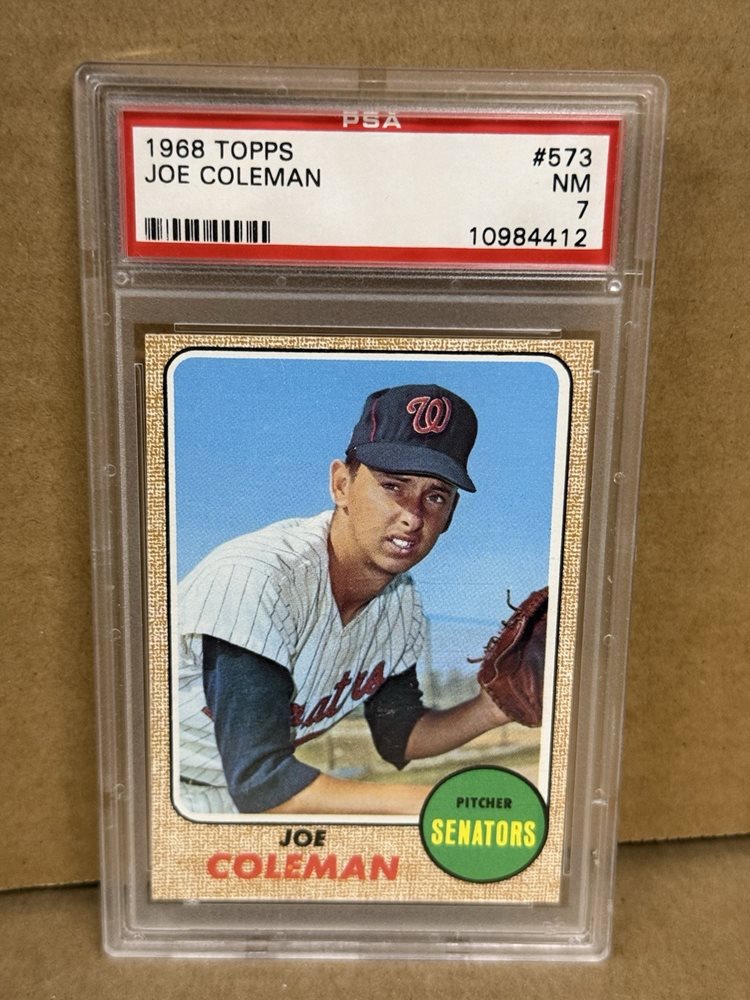 PSA
1968 TOPPS #573
JOE COLEMAN NM
7
10984412
W
PITCHER
SENATORS
JOE
COLEMAN